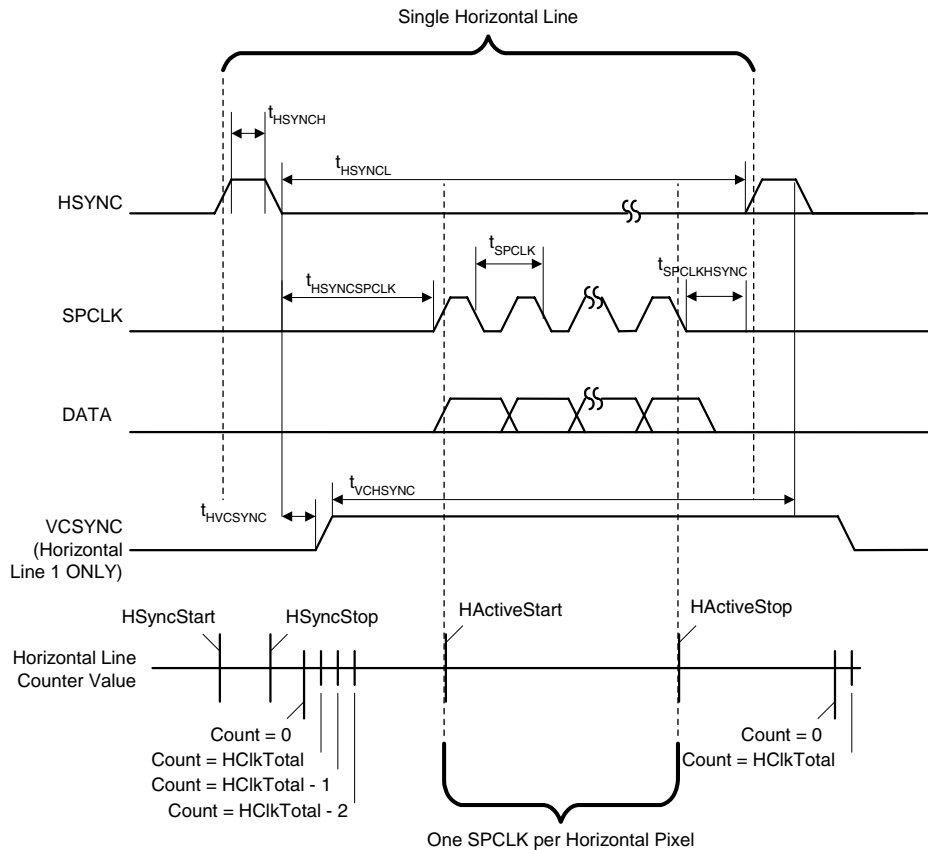 Single Horizontal Line
tHSYNCH
tHSYNCL
HSYNC
tSPCLK
tSPCLKHSYNC
tHSYNCSPCLK
SPCLK
DATA
tVCHSYNC
tHVCSYNC
VCSYNC
(Horizontal
Line 1 ONLY)
HSyncStart
HSyncStop
HActiveStart
HActiveStop
Horizontal Line
Counter Value
Count = 0
Count = HClkTotal
Count = HClkTotal - 1
Count = HClkTotal - 2
Count = 0
Count = HClkTotal
One SPCLK per Horizontal Pixel